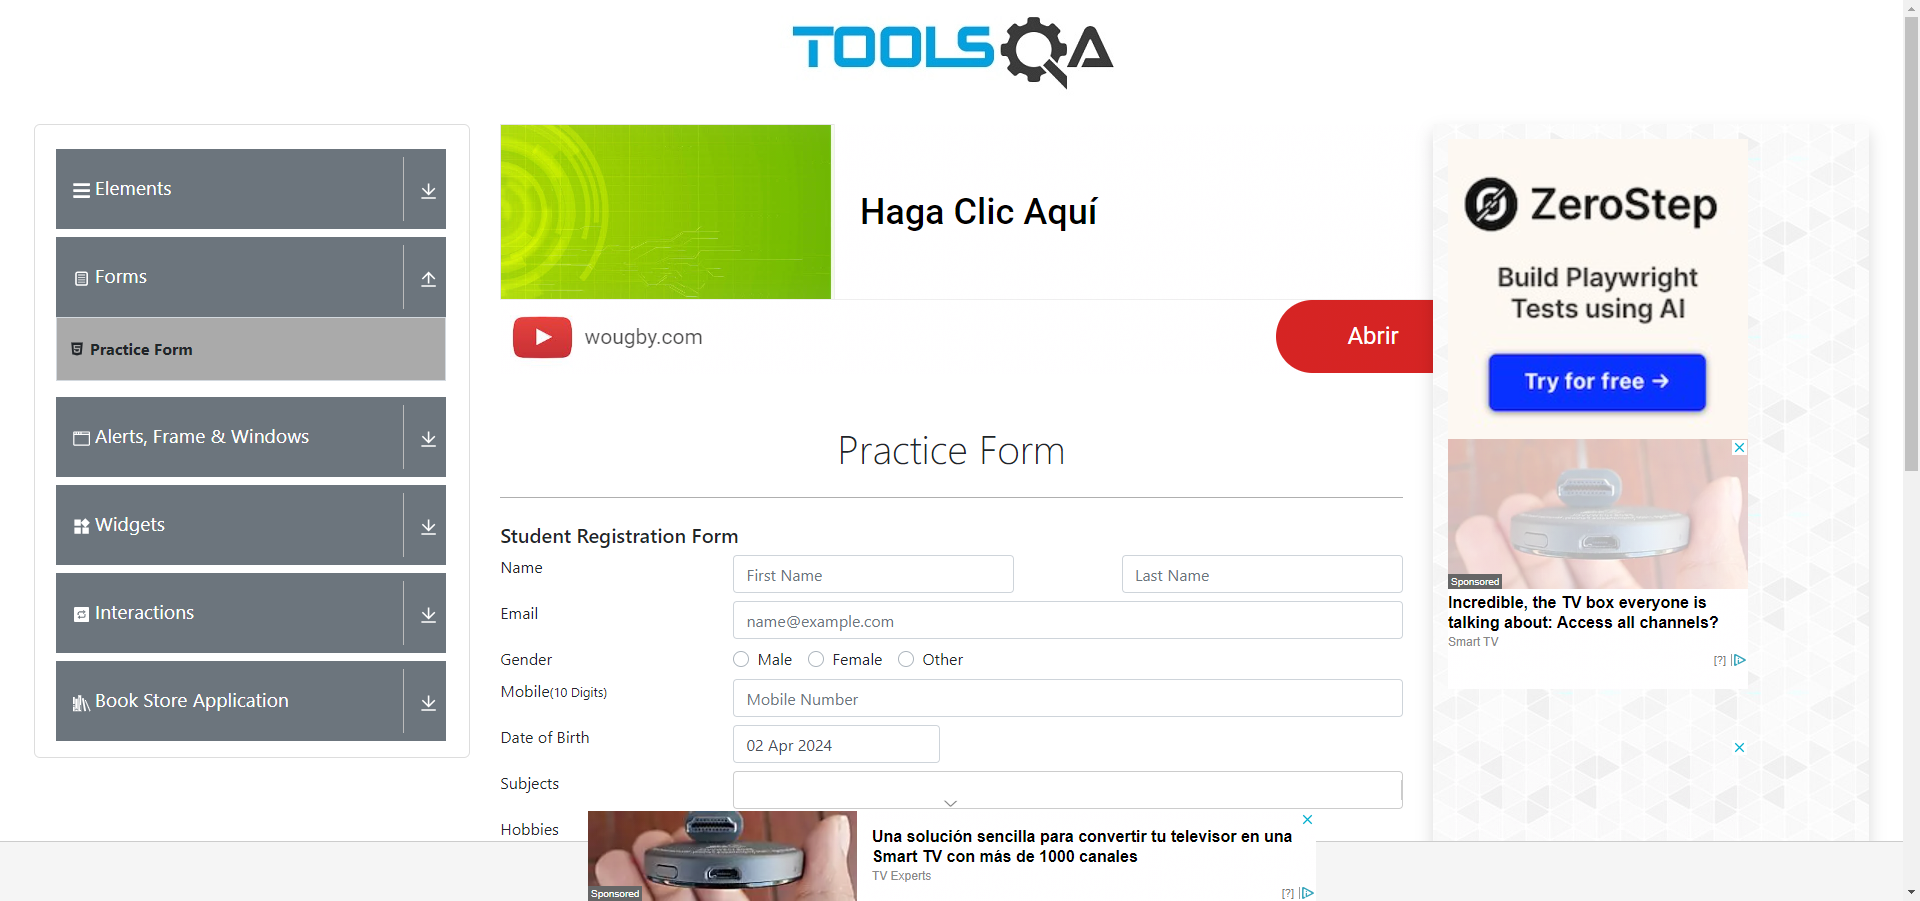 TOOLSQA
Elements
Forms
Practice Form
Alerts, Frame & Windows
Widgets
Interactions
Book Store Application
Haga Clic Aquí
wougby.com
Abrir
Practice Form
Student Registration Form
Name
First Name
Last Name
Email
name@example.com
Gender
Male
Female
Other
Mobile(10 Digits)
Mobile Number
Date of Birth
02 Apr 2024
Subjects
Hobbies
ZeroStep
Build Playwright
Tests using AI
Try for free →
Sponsored
Incredible, the TV box everyone is
talking about: Access all channels?
Smart TV
[?]
Sponsored
Una solución sencilla para convertir tu televisor en una
Smart TV con más de 1000 canales
TV Experts
[?]